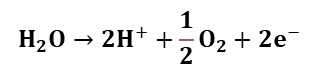 H₂O → 2H⁺ + 1/2 O₂ + 2e⁻